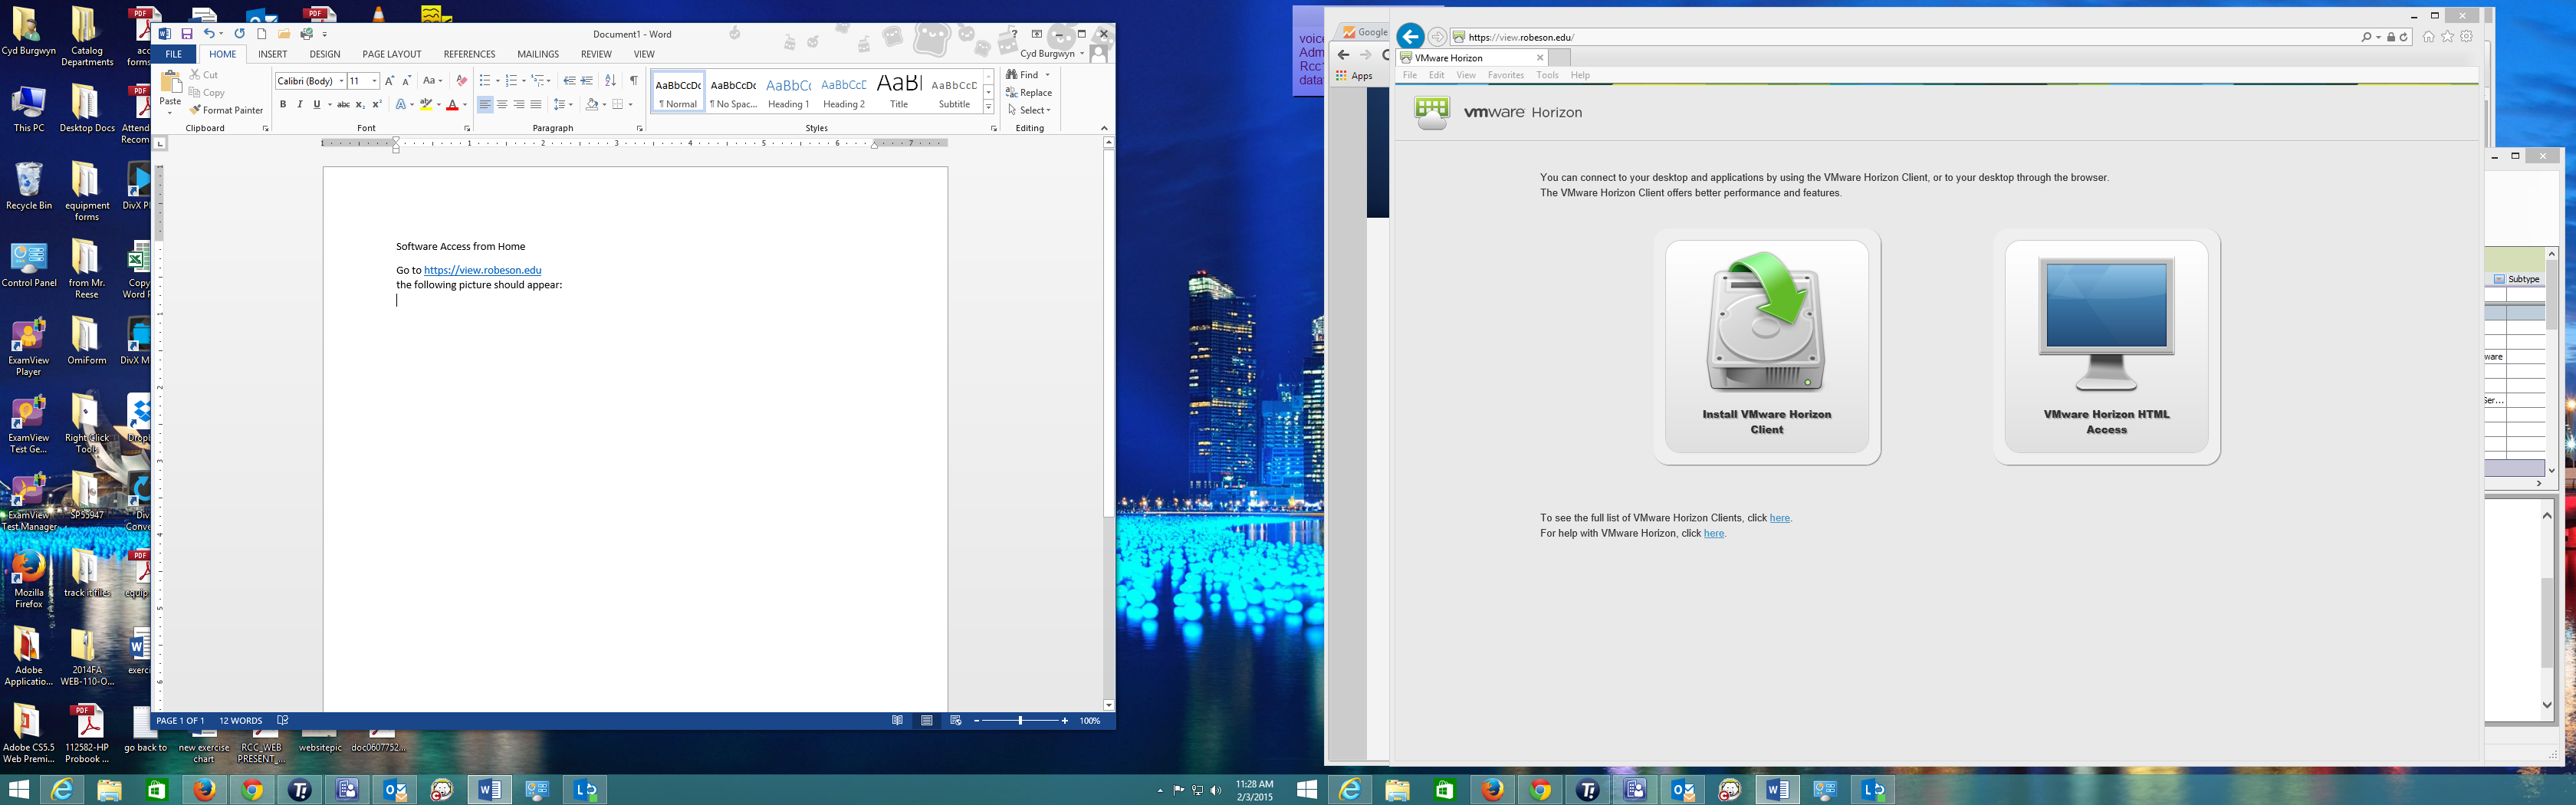 Cyd Burgwyn
Catalog
Departments
This PC
Desktop Docs
Recycle Bin
equipment
forms
Control Panel
from Mr.
Reese
ExamView
Player
OmiForm
ExamView
Test Ge...
Right Click
Tools
ExamView
Test Manager
SP55947
Mozilla
Firefox
track it files
Adobe
Applicatio...
2014FA
WEB-110-O...
Adobe CS5.5
Web Premi...
112582-HP
Probook ...
go back to
new exercise
chart
RCC_WEB
PRESENT_...
websitepic
doc0607752...
Document1 - Word
FILE HOME INSERT DESIGN PAGE LAYOUT REFERENCES MAILINGS REVIEW VIEW
Cyd Burgwyn
Paste
Cut
Copy
Format Painter
Clipboard
Calibri (Body) 11
Font
Paragraph
AaBbCcDc AaBbCcDc AaBbCc AaBbCcD AaBl AaBbCcD
¶ Normal ¶ No Spac... Heading 1 Heading 2 Title Subtitle
Styles
Find
Replace
Select
Editing
Software Access from Home
Go to https://view.robeson.edu
the following picture should appear:
PAGE 1 OF 1 12 WORDS
100%
Google
Apps
https://view.robeson.edu/
VMware Horizon
File Edit View Favorites Tools Help
vmware Horizon
You can connect to your desktop and applications by using the VMware Horizon Client, or to your desktop through the browser.
The VMware Horizon Client offers better performance and features.
Install VMware Horizon
Client
VMware Horizon HTML
Access
To see the full list of VMware Horizon Clients, click here.
For help with VMware Horizon, click here.
Subtype
11:28 AM
2/3/2015